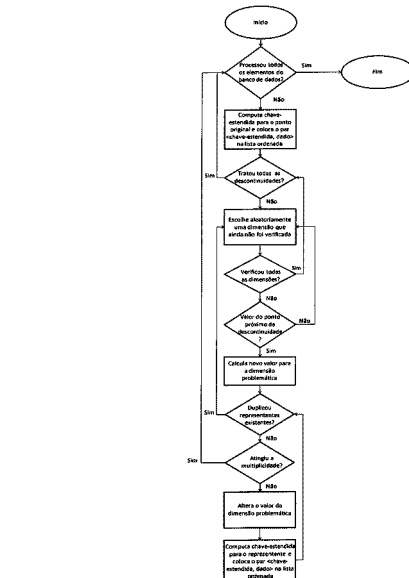 Início
Processou todos
os elementos do
banco de dados?
Sim
Fim
Não
Computa chave-
estendida para o ponto
original e coloca o par
<chave-estendida, dado>
na lista ordenada
Tratou todas as
descontinuidades?
Sim
Não
Escolhe aleatoriamente
uma dimensão que
ainda não foi verificada
Verificou todas
as dimensões?
Sim
Não
Valor do ponto
próximo da
descontinuidade
?
Não
Sim
Calcula novo valor para
a dimensão
problemática
Duplicou
representantes
existentes?
Sim
Não
Atingiu a
multiplicidade?
Sim
Não
Altera o valor da
dimensão problemática
Computa chave-estendida
para o representante e
coloca o par <chave-
estendida, dado> na lista
ordenada